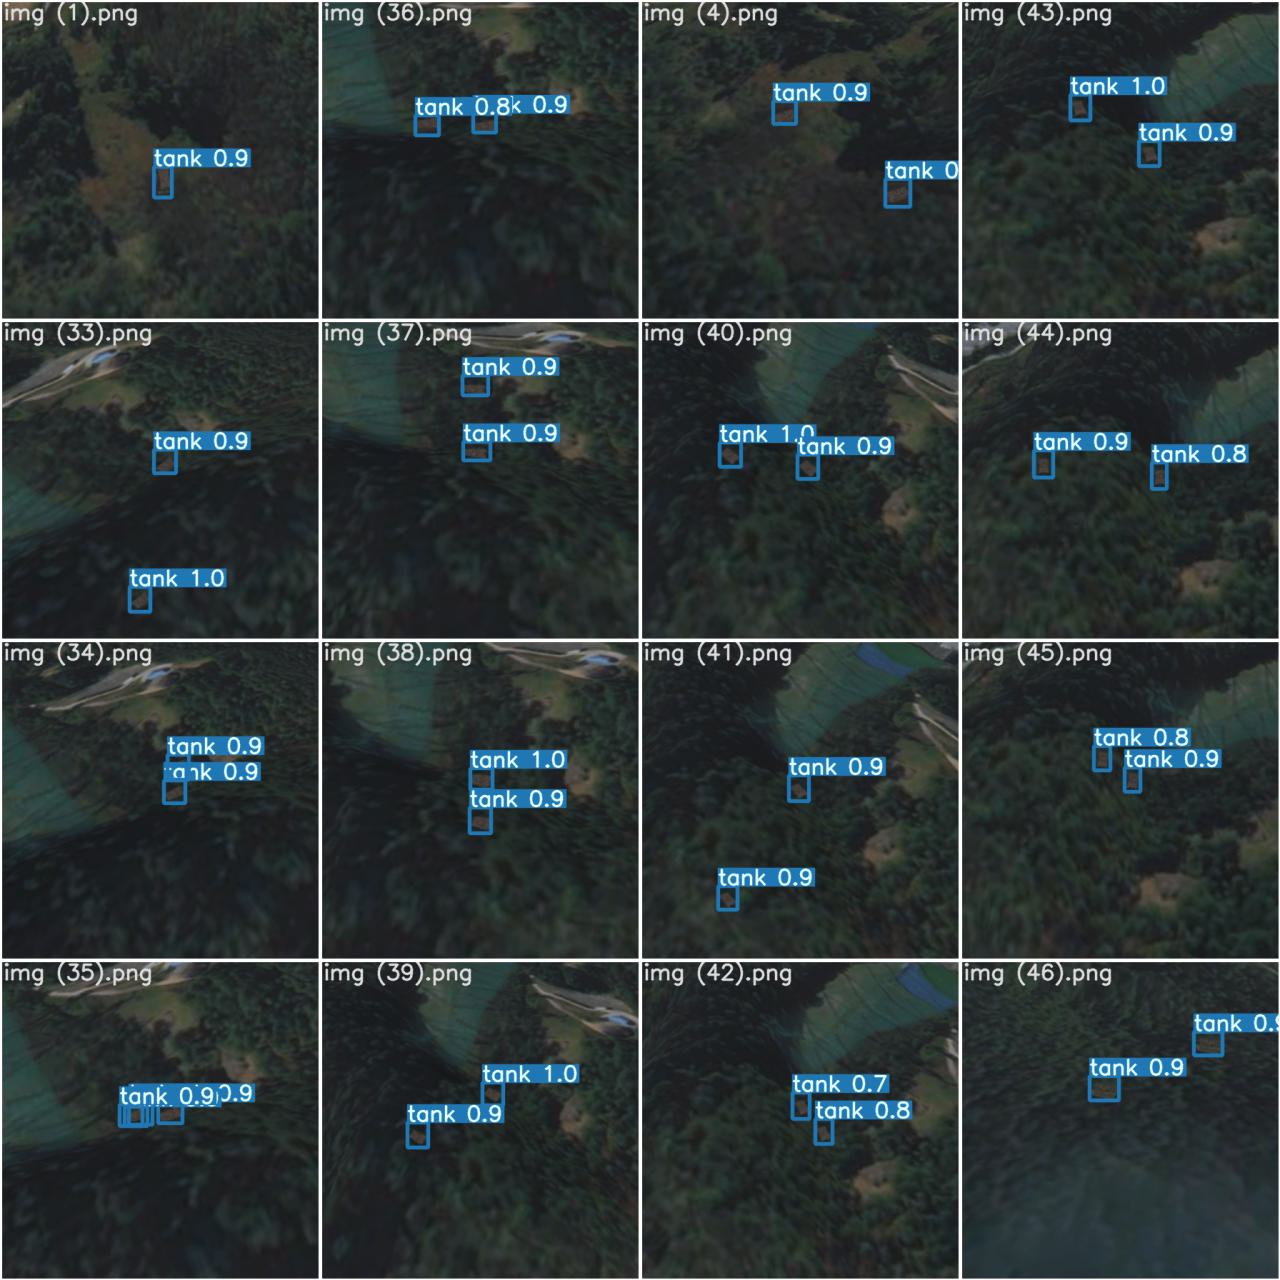 img (1).png
img (36).png
img (4).png
img (43).png
tank 0.9
tank 0.8
k 0.9
tank 0.9
tank 0
tank 1.0
tank 0.9
img (33).png
img (37).png
img (40).png
img (44).png
tank 0.9
tank 1.0
tank 0.9
tank 0.9
tank 1.0
tank 0.9
tank 0.9
tank 0.8
img (34).png
img (38).png
img (41).png
img (45).png
tank 0.9
ank 0.9
tank 1.0
tank 0.9
tank 0.9
tank 0.9
tank 0.8
tank 0.9
img (35).png
img (39).png
img (42).png
img (46).png
tank 0.9
0.9
tank 1.0
tank 0.9
tank 0.7
tank 0.8
tank 0.9
tank 0.9